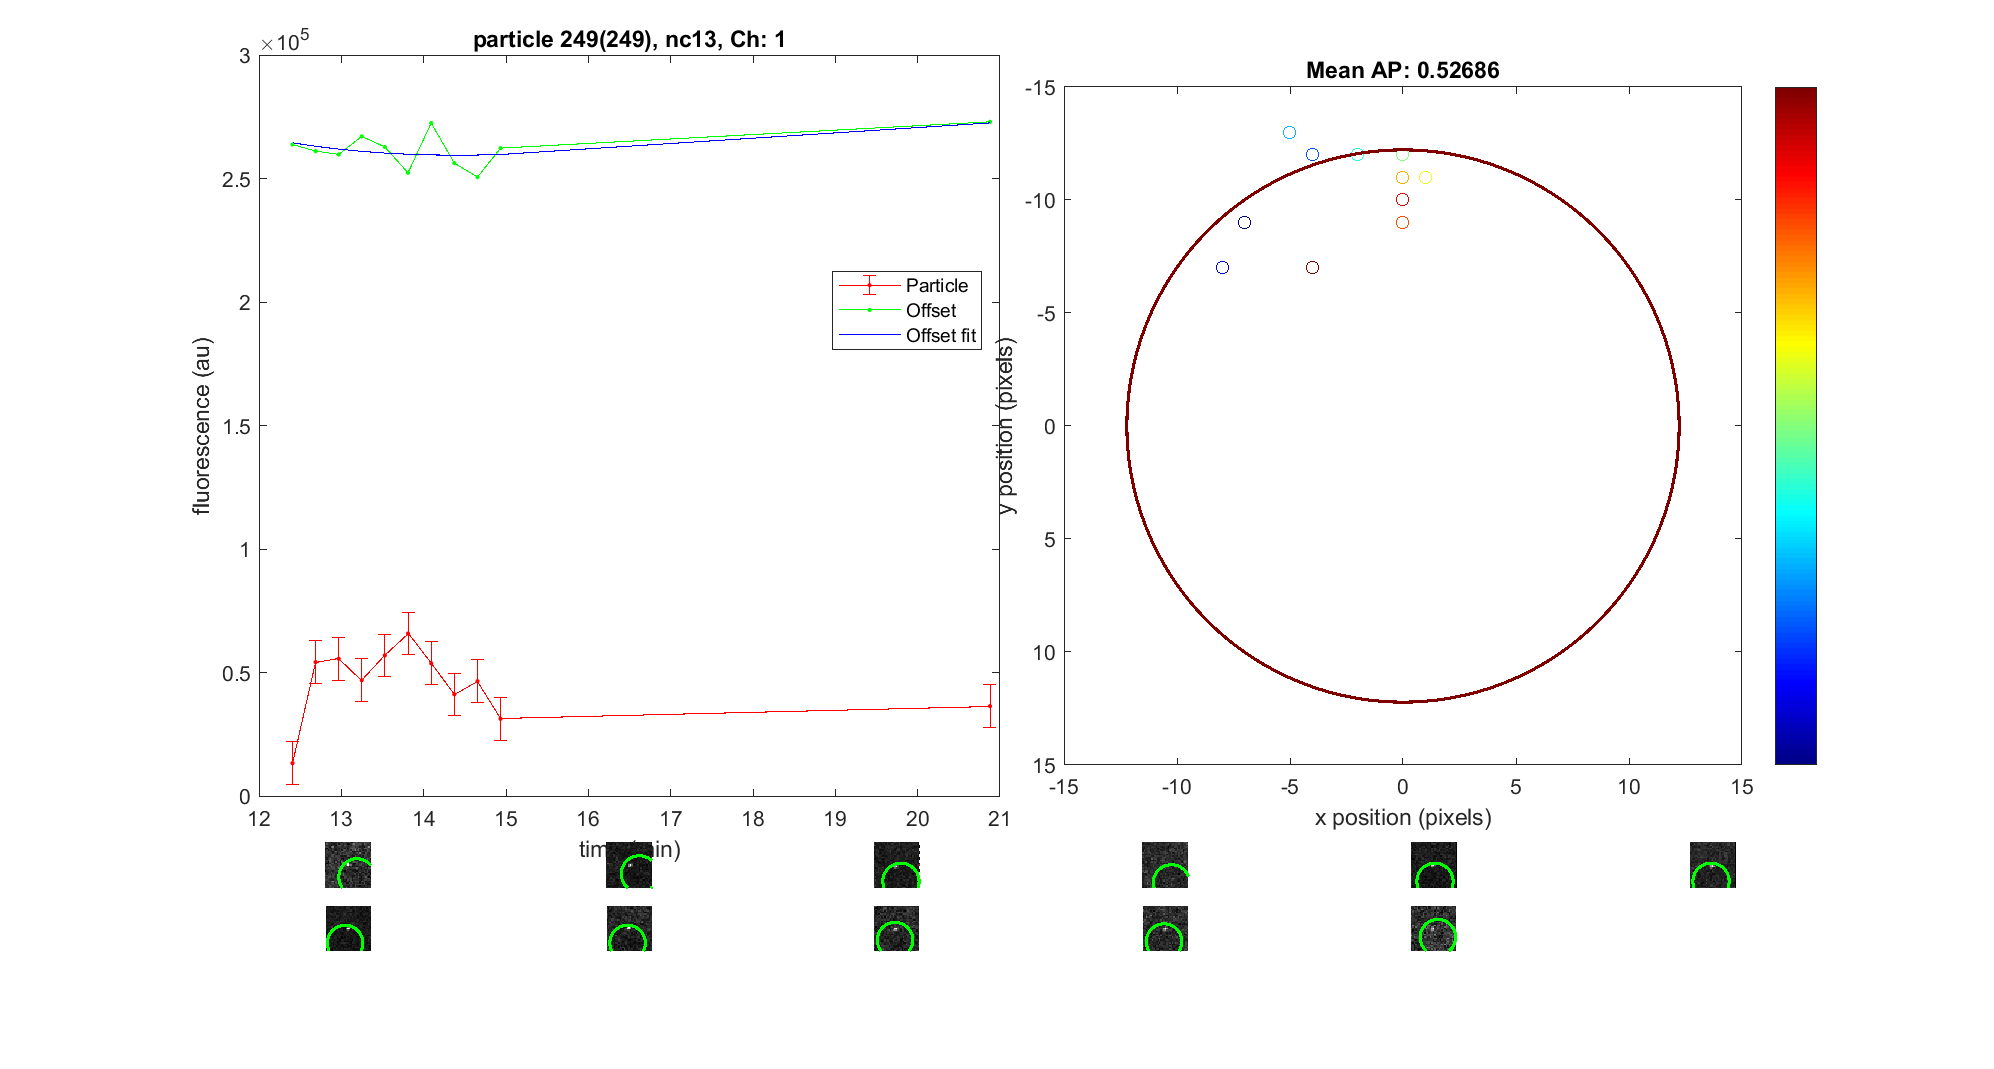 particle 249(249), nc13, Ch: 1
×10^5
3
2.5
2
1.5
1
0.5
0
fluorescence (au)
12 13 14 15 16 17 18 19 20 21
Particle
Offset
Offset fit
Mean AP: 0.52686
-15
-10
-5
0
5
10
15
y position (pixels)
-15 -10 -5 0 5 10 15
x position (pixels)